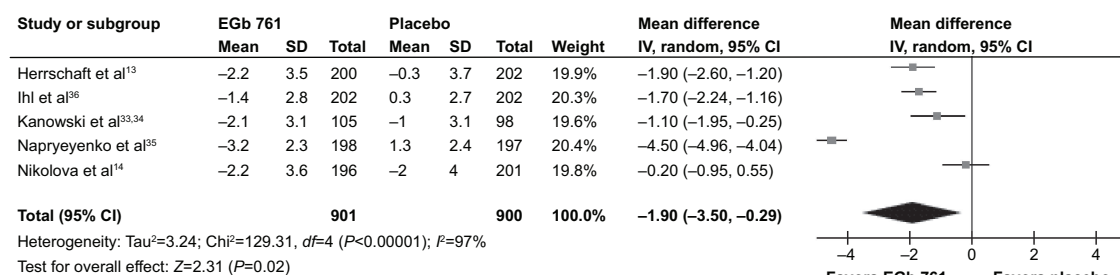 Study or subgroup EGb 761 Placebo Mean difference Mean difference
Mean SD Total Mean SD Total Weight IV, random, 95% CI IV, random, 95% CI
Herrschaft et al13 –2.2 3.5 200 –0.3 3.7 202 19.9% –1.90 (–2.60, –1.20)
Ihl et al36 –1.4 2.8 202 0.3 2.7 202 20.3% –1.70 (–2.24, –1.16)
Kanowski et al33,34 –2.1 3.1 105 –1 3.1 98 19.6% –1.10 (–1.95, –0.25)
Napryeyenko et al35 –3.2 2.3 198 1.3 2.4 197 20.4% –4.50 (–4.96, –4.04)
Nikolova et al14 –2.2 3.6 196 –2 4 201 19.8% –0.20 (–0.95, 0.55)
Total (95% CI) 901 900 100.0% –1.90 (–3.50, –0.29)
Heterogeneity: Tau2=3.24; Chi2=129.31, df=4 (P<0.00001); I2=97%
–4 –2 0 2 4
Test for overall effect: Z=2.31 (P=0.02)
Favors EGb 761 Favors placebo